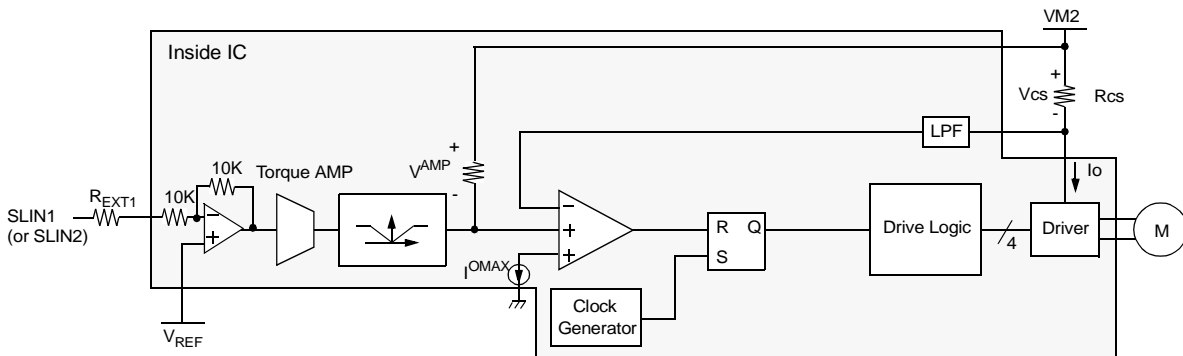 VM2
Inside IC
+
Vcs
Rcs
-
LPF
+
V^AMP
-
Torque AMP
10K
10K
R_EXT1
SLIN1
(or SLIN2)
-
+
Io
-
+
+
R Q
S
Drive Logic
4
Driver
M
I^OMAX
Clock
Generator
V_REF